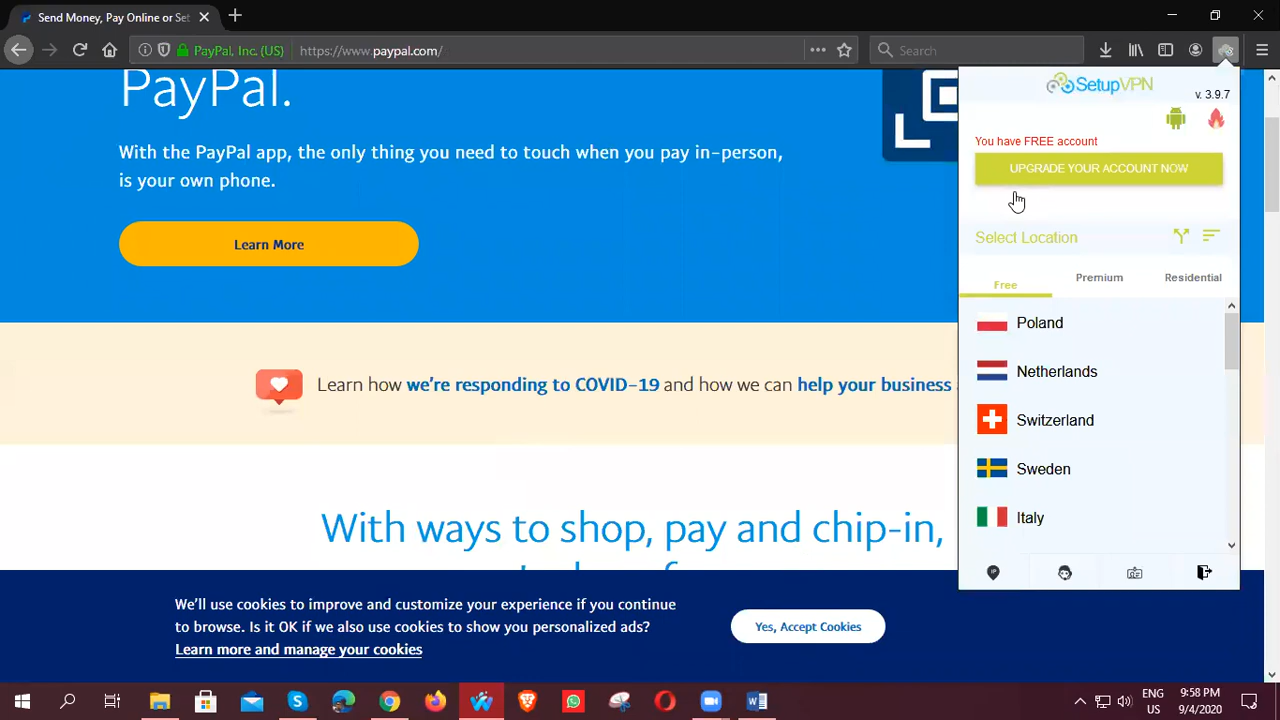 Send Money, Pay Online or Set
PayPal, Inc. (US)
https://www.paypal.com/
Search
PayPal.
With the PayPal app, the only thing you need to touch when you pay in-person,
is your own phone.
Learn More
Learn how we're responding to COVID-19 and how we can help your business
With ways to shop, pay and chip-in,
We'll use cookies to improve and customize your experience if you continue
to browse. Is it OK if we also use cookies to show you personalized ads?
Learn more and manage your cookies
Yes, Accept Cookies
SetupVPN
v. 3.9.7
You have FREE account
UPGRADE YOUR ACCOUNT NOW
Select Location
Free
Premium
Residential
Poland
Netherlands
Switzerland
Sweden
Italy
IP
ENG
US
9:58 PM
9/4/2020